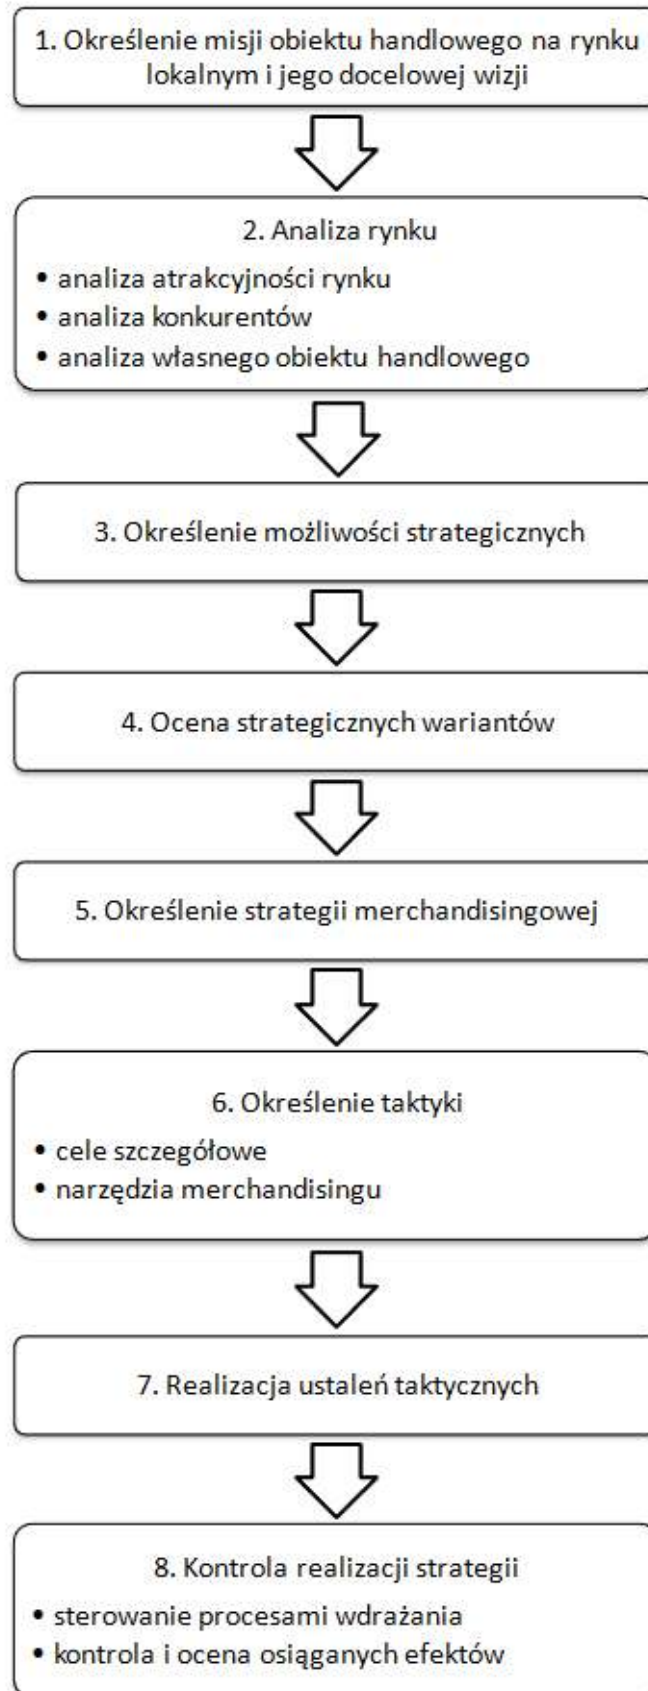 1. Określenie misji obiektu handlowego na rynku
lokalnym i jego docelowej wizji
2. Analiza rynku
• analiza atrakcyjności rynku
• analiza konkurentów
• analiza własnego obiektu handlowego
3. Określenie możliwości strategicznych
4. Ocena strategicznych wariantów
5. Określenie strategii merchandisingowej
6. Określenie taktyki
• cele szczegółowe
• narzędzia merchandisingu
7. Realizacja ustaleń taktycznych
8. Kontrola realizacji strategii
• sterowanie procesami wdrażania
• kontrola i ocena osiąganych efektów